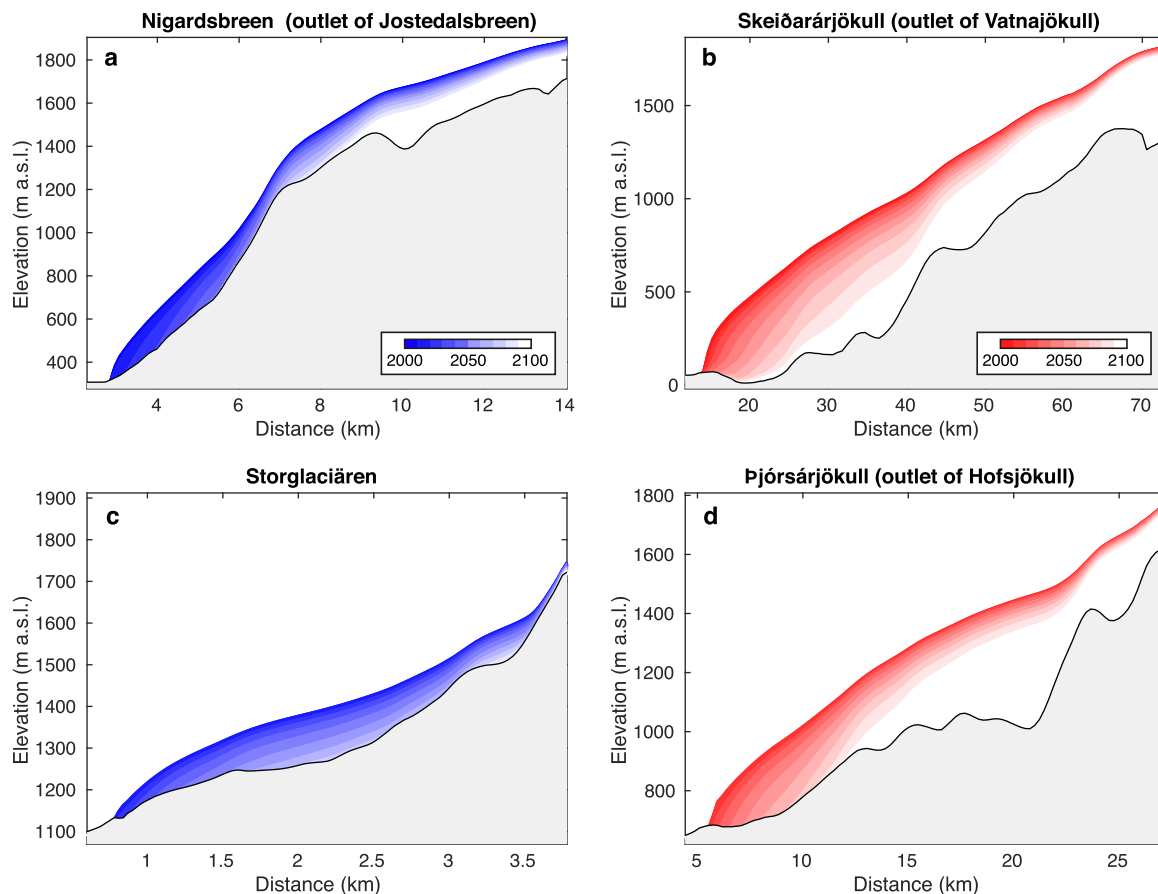 Nigardsbreen (outlet of Jostedalsbreen)
a
1800
1600
1400
1200
1000
800
600
400
Elevation (m a.s.l.)
2000 2050 2100
4 6 8 10 12 14
Distance (km)
Skeiðarárjökull (outlet of Vatnajökull)
b
1500
1000
500
0
Elevation (m a.s.l.)
2000 2050 2100
20 30 40 50 60 70
Distance (km)
Storglaciären
c
1900
1800
1700
1600
1500
1400
1300
1200
1100
Elevation (m a.s.l.)
1 1.5 2 2.5 3 3.5
Distance (km)
Þjórsárjökull (outlet of Hofsjökull)
d
1800
1600
1400
1200
1000
800
Elevation (m a.s.l.)
5 10 15 20 25
Distance (km)